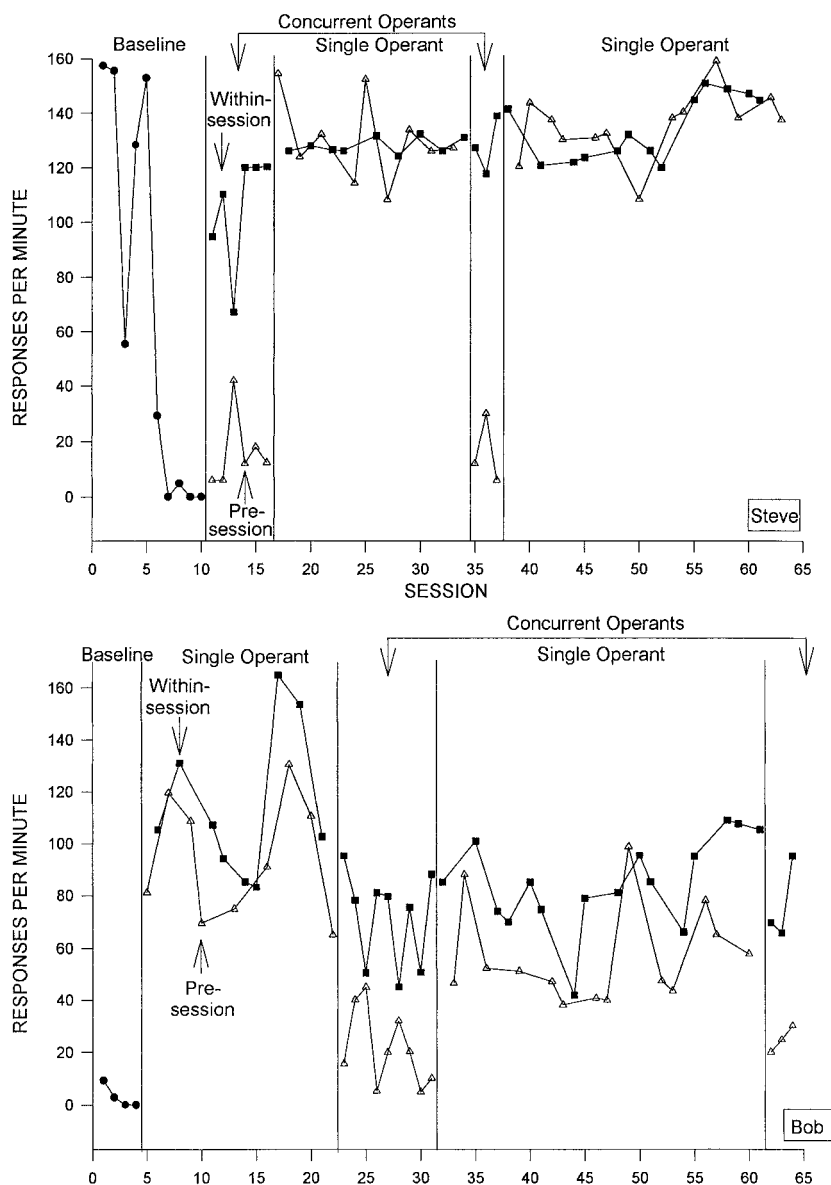 Concurrent Operants
Baseline
Single Operant
Single Operant
160
140
120
100
80
60
40
20
0
RESPONSES PER MINUTE
Within-
session
Pre-
session
Steve
0 5 10 15 20 25 30 35 40 45 50 55 60 65
SESSION
Concurrent Operants
Baseline
Single Operant
Single Operant
160
140
120
100
80
60
40
20
0
RESPONSES PER MINUTE
Within-
session
Pre-
session
Bob
0 5 10 15 20 25 30 35 40 45 50 55 60 65